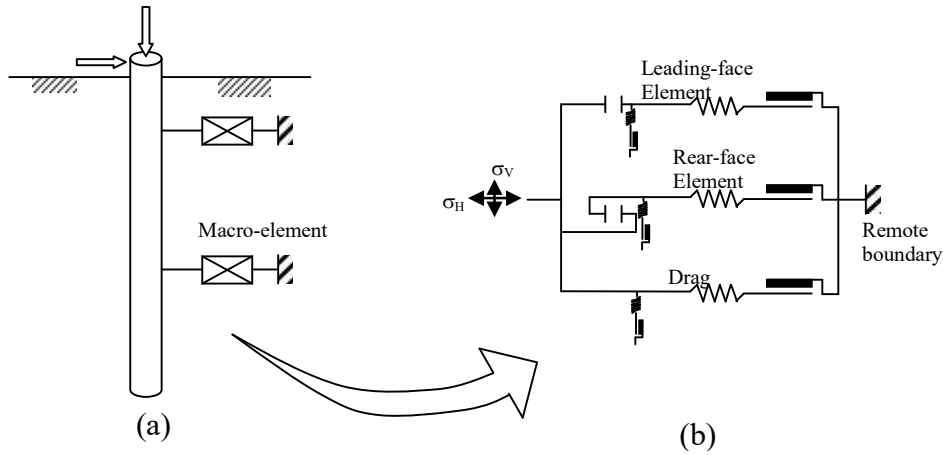 Macro-element
(a)
Leading-face
Element
σV
σH
Rear-face
Element
Remote
boundary
Drag
(b)